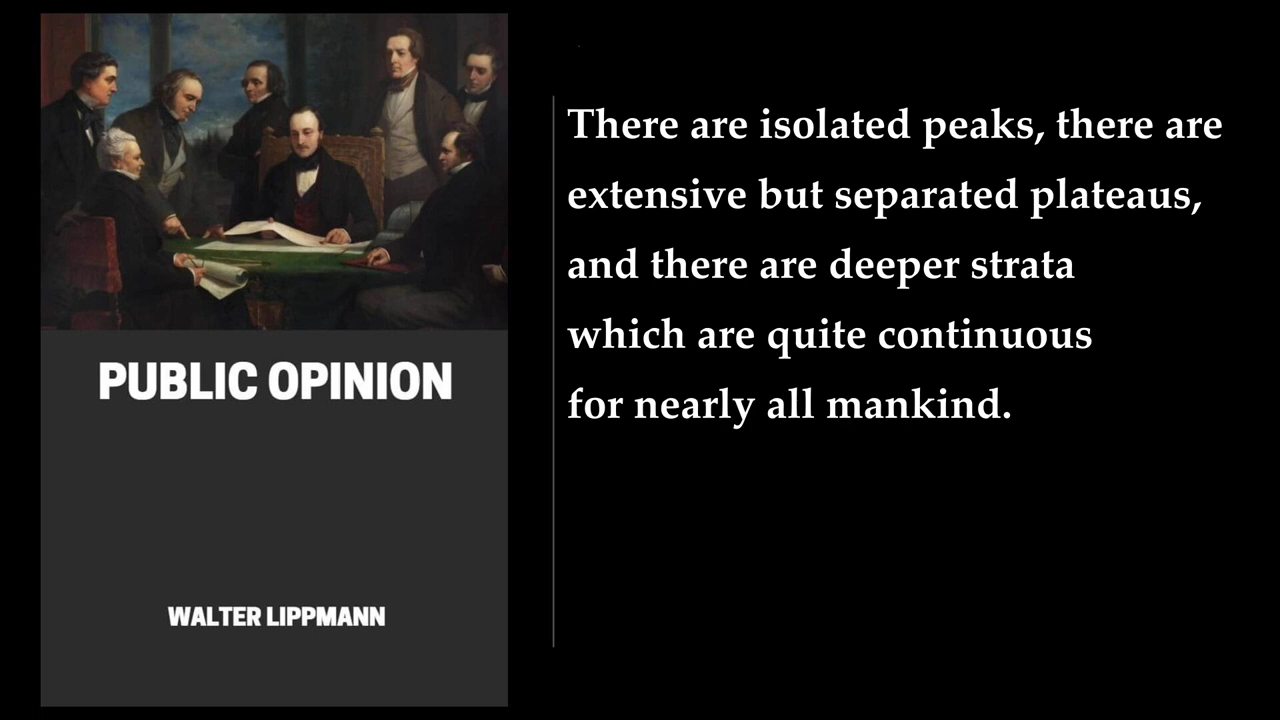 PUBLIC OPINION
WALTER LIPPMANN
There are isolated peaks, there are
extensive but separated plateaus,
and there are deeper strata
which are quite continuous
for nearly all mankind.